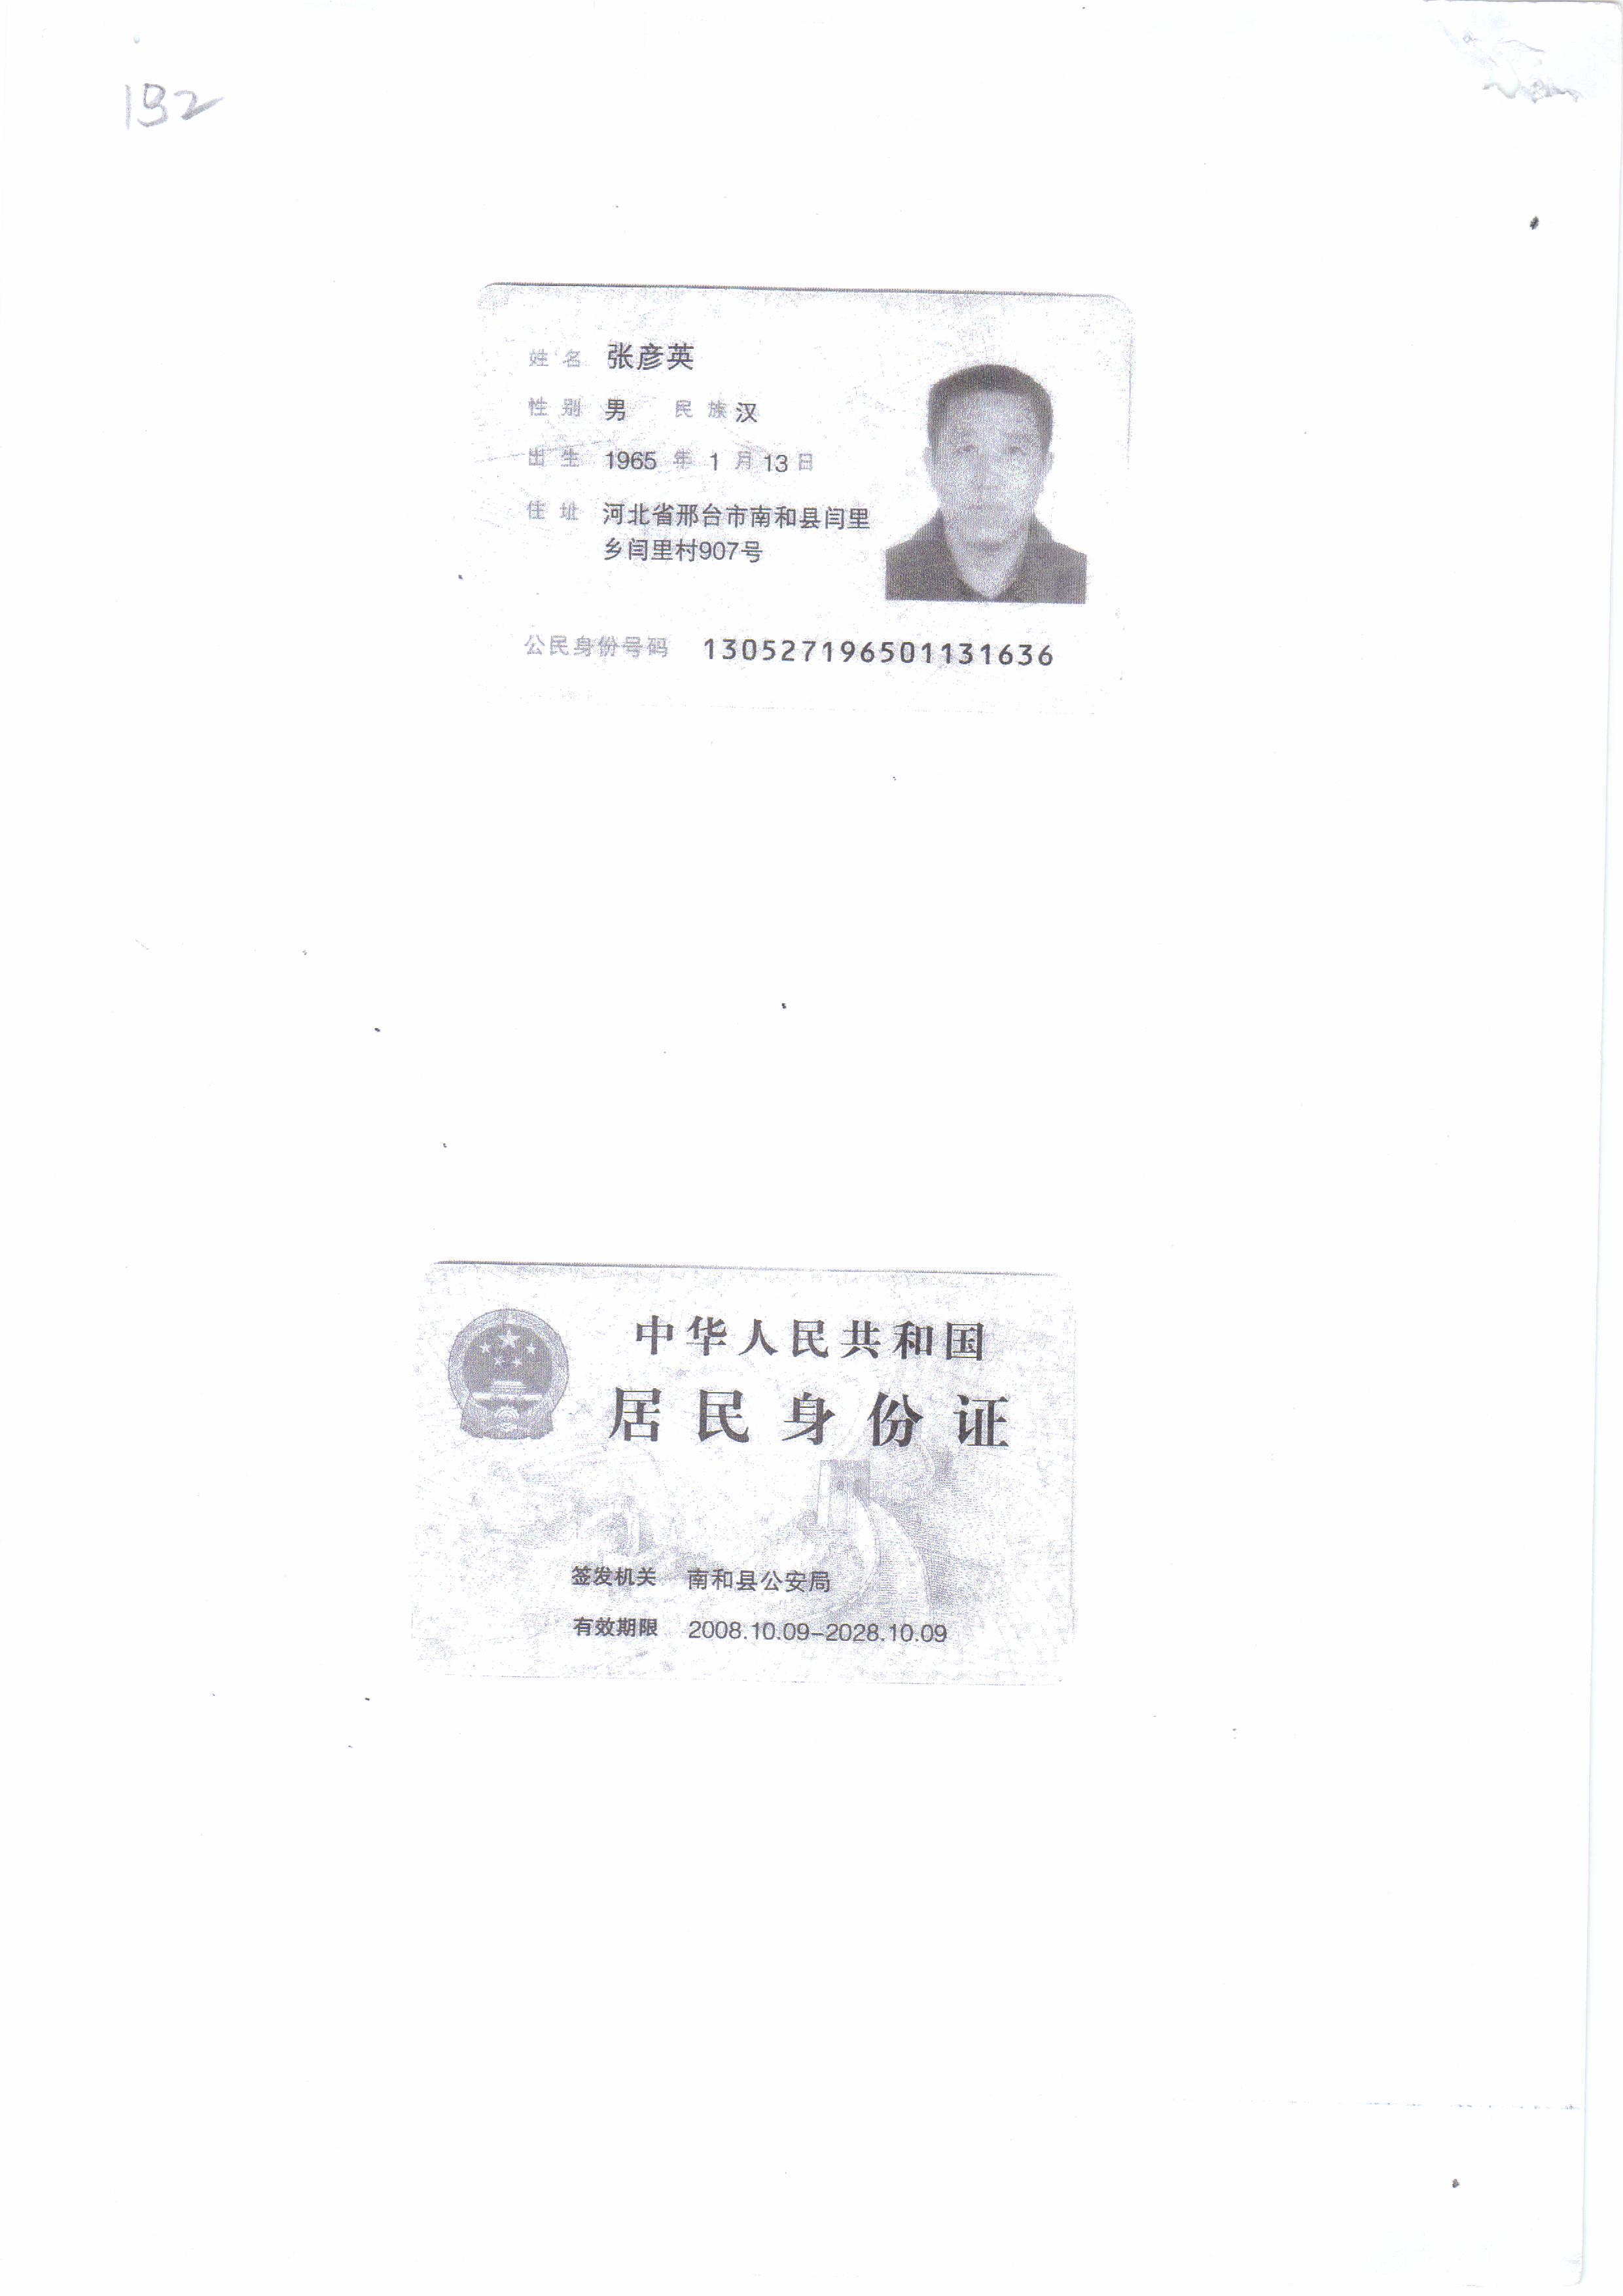 192
姓名 张彦英
性别 男 民族 汉
出生 1965 年 1 月 13 日
住址 河北省邢台市南和县闫里
乡闫里村907号
公民身份号码 130527196501131636
中华人民共和国
居民身份证
签发机关 南和县公安局
有效期限 2008.10.09-2028.10.09